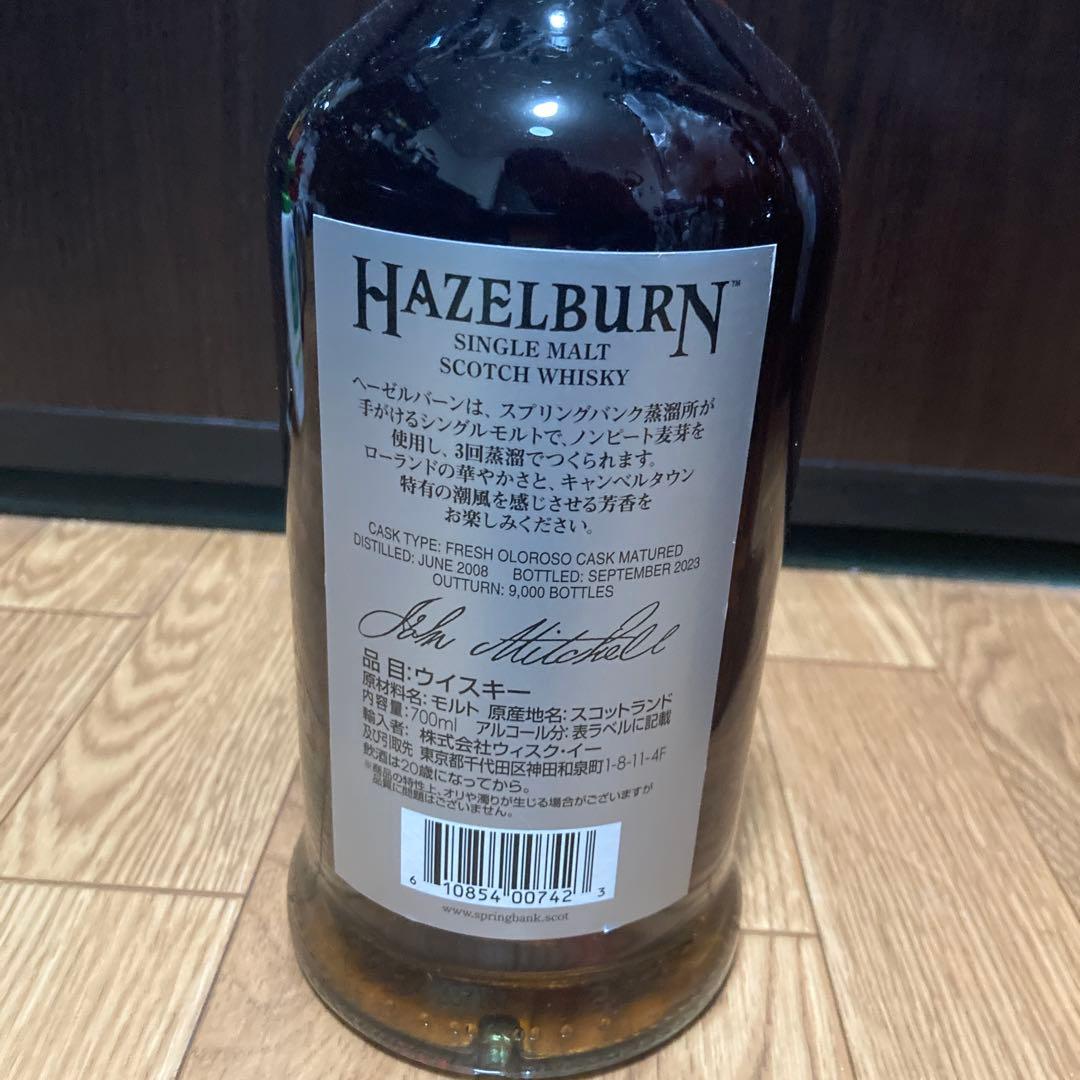 HAZELBURN™
SINGLE MALT
SCOTCH WHISKY
ヘーゼルバーンは、スプリングバンク蒸溜所が
手がけるシングルモルトで、ノンピート麦芽を
使用し、3回蒸溜でつくられます。
ローランドの華やかさと、キャンベルタウン
特有の潮風を感じさせる芳香を
お楽しみください。
CASK TYPE: FRESH OLOROSO CASK MATURED
DISTILLED: JUNE 2008 BOTTLED: SEPTEMBER 2023
OUTTURN: 9,000 BOTTLES
John Mitchell
品目:ウイスキー
原材料名:モルト 原産地名:スコットランド
内容量:700ml アルコール分:表ラベルに記載
輸入者: 株式会社ウィスク・イー
及び引取先 東京都千代田区神田和泉町1-8-11-4F
飲酒は20歳になってから。
※商品の特性上、オリや濁りが生じる場合がございますが
品質に問題はございません。
6 10854 00742 3
www.springbank.scot